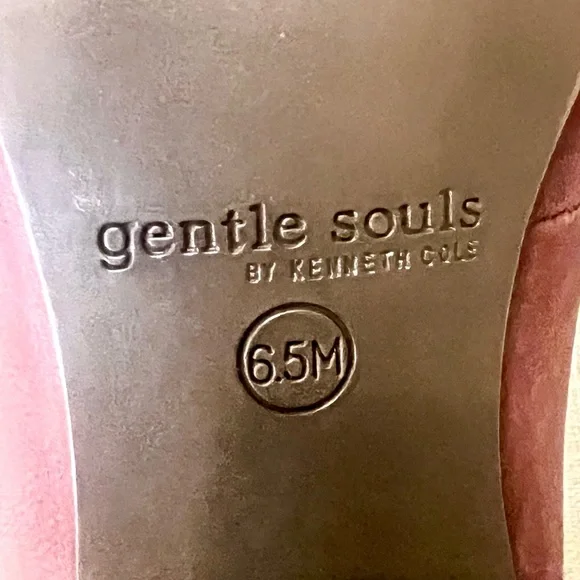 gentle souls
BY KENNETH COLE
6.5M